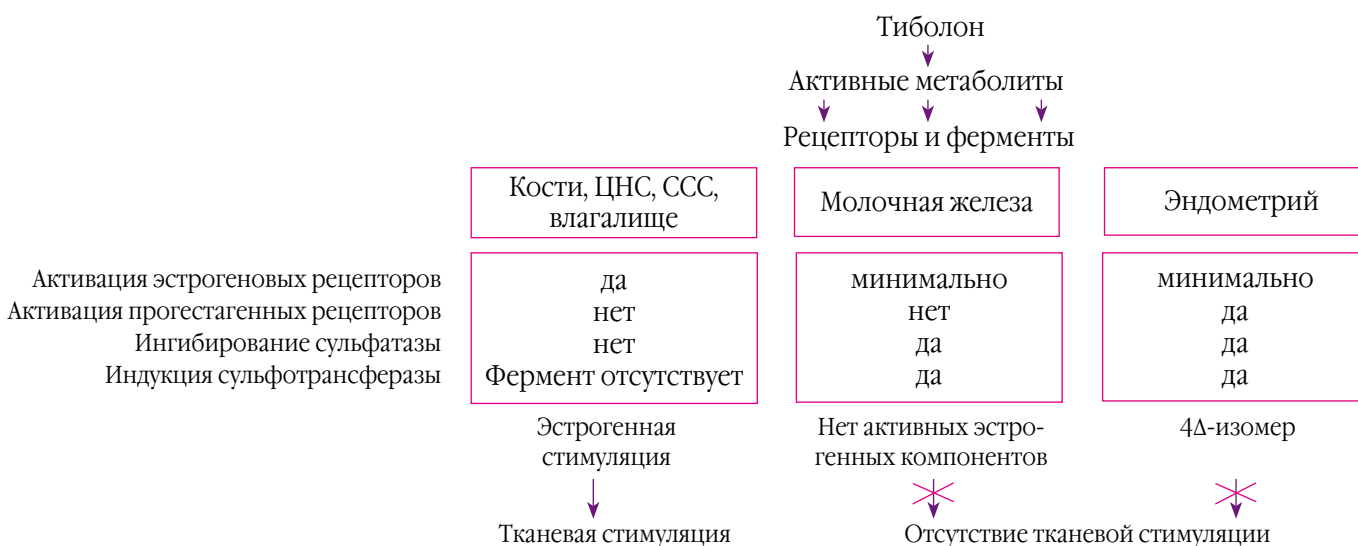 Тиболон
Активные метаболиты
Рецепторы и ферменты
Кости, ЦНС, ССС,
влагалище
Молочная железа
Эндометрий
Активация эстрогеновых рецепторов да минимально минимально
Активация прогестагенных рецепторов нет нет да
Ингибирование сульфатазы нет да да
Индукция сульфотрансферазы Фермент отсутствует да да
Эстрогенная
стимуляция
Нет активных эстро-
генных компонентов
4Δ-изомер
Тканевая стимуляция
Отсутствие тканевой стимуляции